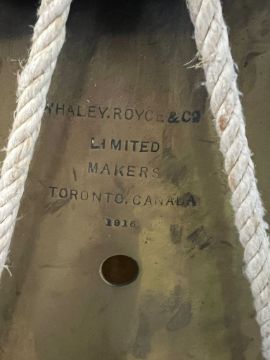 WHALEY, ROYCE & CO
LIMITED
MAKERS
TORONTO, CANADA
1916